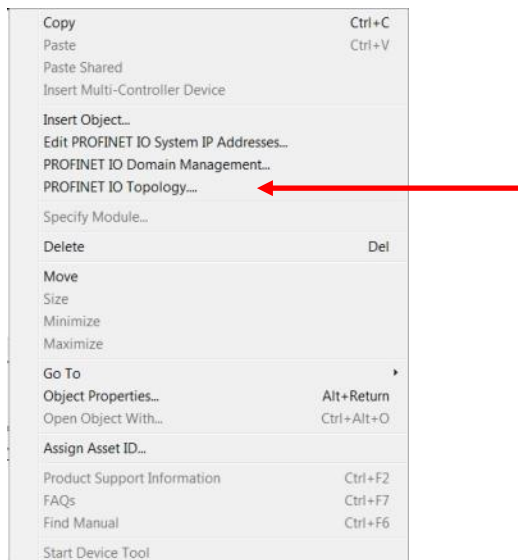 Copy Ctrl+C
Paste Ctrl+V
Paste Shared
Insert Multi-Controller Device
Insert Object...
Edit PROFINET IO System IP Addresses...
PROFINET IO Domain Management...
PROFINET IO Topology....
Specify Module...
Delete Del
Move
Size
Minimize
Maximize
Go To
Object Properties... Alt+Return
Open Object With... Ctrl+Alt+O
Assign Asset ID...
Product Support Information Ctrl+F2
FAQs Ctrl+F7
Find Manual Ctrl+F6
Start Device Tool